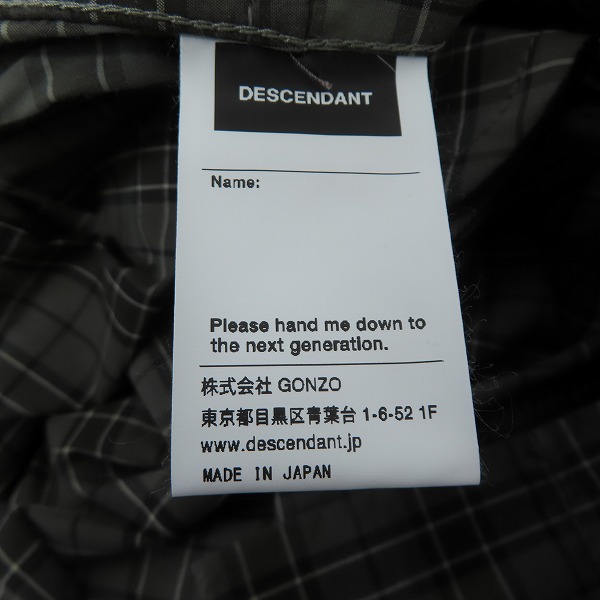 DESCENDANT
Name:
Please hand me down to
the next generation.
株式会社 GONZO
東京都目黒区青葉台 1-6-52 1F
www.descendant.jp
MADE IN JAPAN